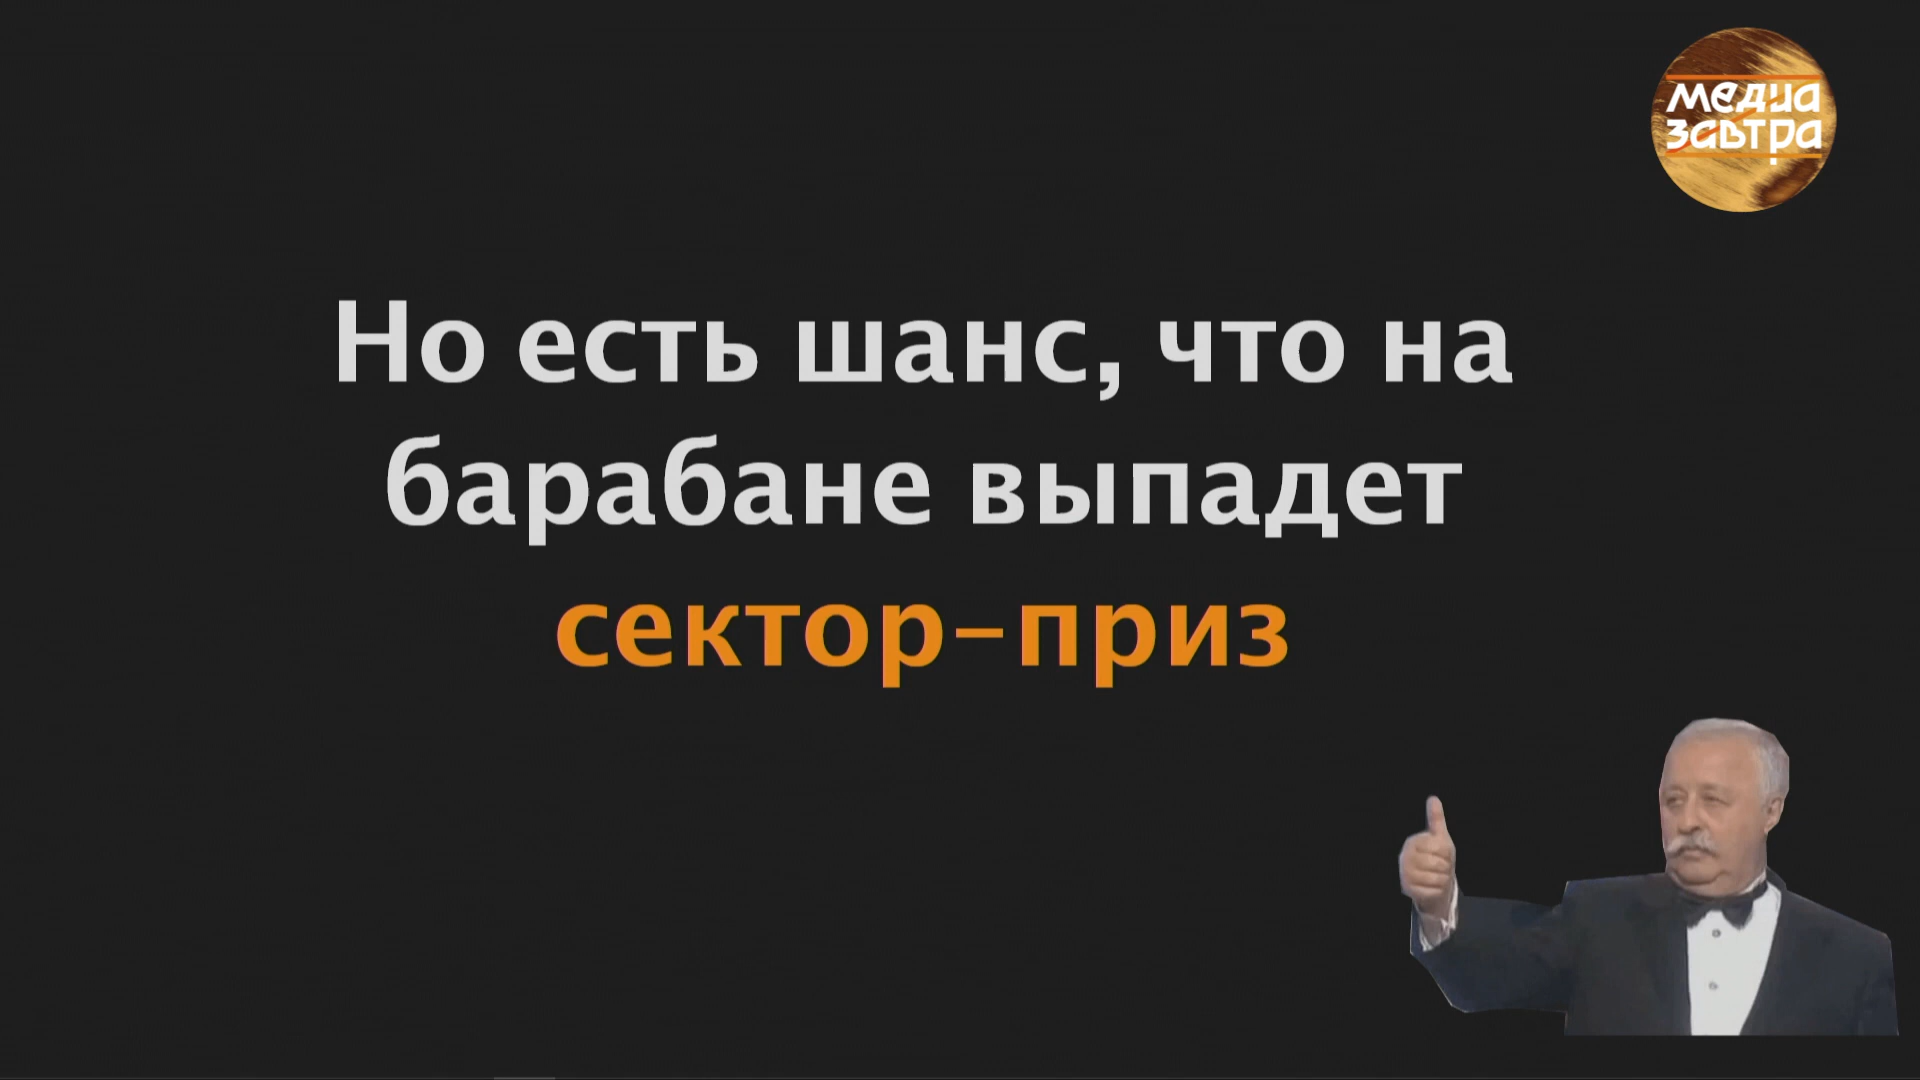 медиа
завтра
Но есть шанс, что на
барабане выпадет
сектор-приз